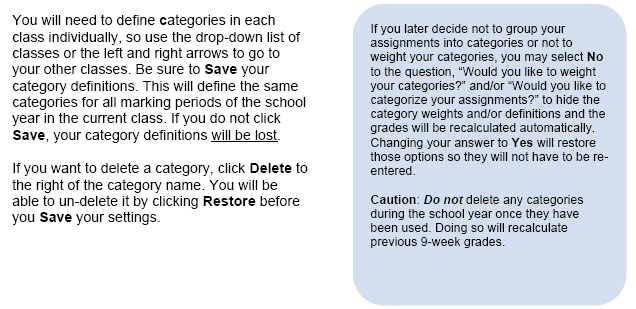 You will need to define categories in each
class individually, so use the drop-down list of
classes or the left and right arrows to go to
your other classes. Be sure to Save your
category definitions. This will define the same
categories for all marking periods of the school
year in the current class. If you do not click
Save, your category definitions will be lost.
If you want to delete a category, click Delete to
the right of the category name. You will be
able to un-delete it by clicking Restore before
you Save your settings.
If you later decide not to group your
assignments into categories or not to
weight your categories, you may select No
to the question, “Would you like to weight
your categories?” and/or “Would you like to
categorize your assignments?” to hide the
category weights and/or definitions and the
grades will be recalculated automatically.
Changing your answer to Yes will restore
those options so they will not have to be re-
entered.
Caution: Do not delete any categories
during the school year once they have
been used. Doing so will recalculate
previous 9-week grades.